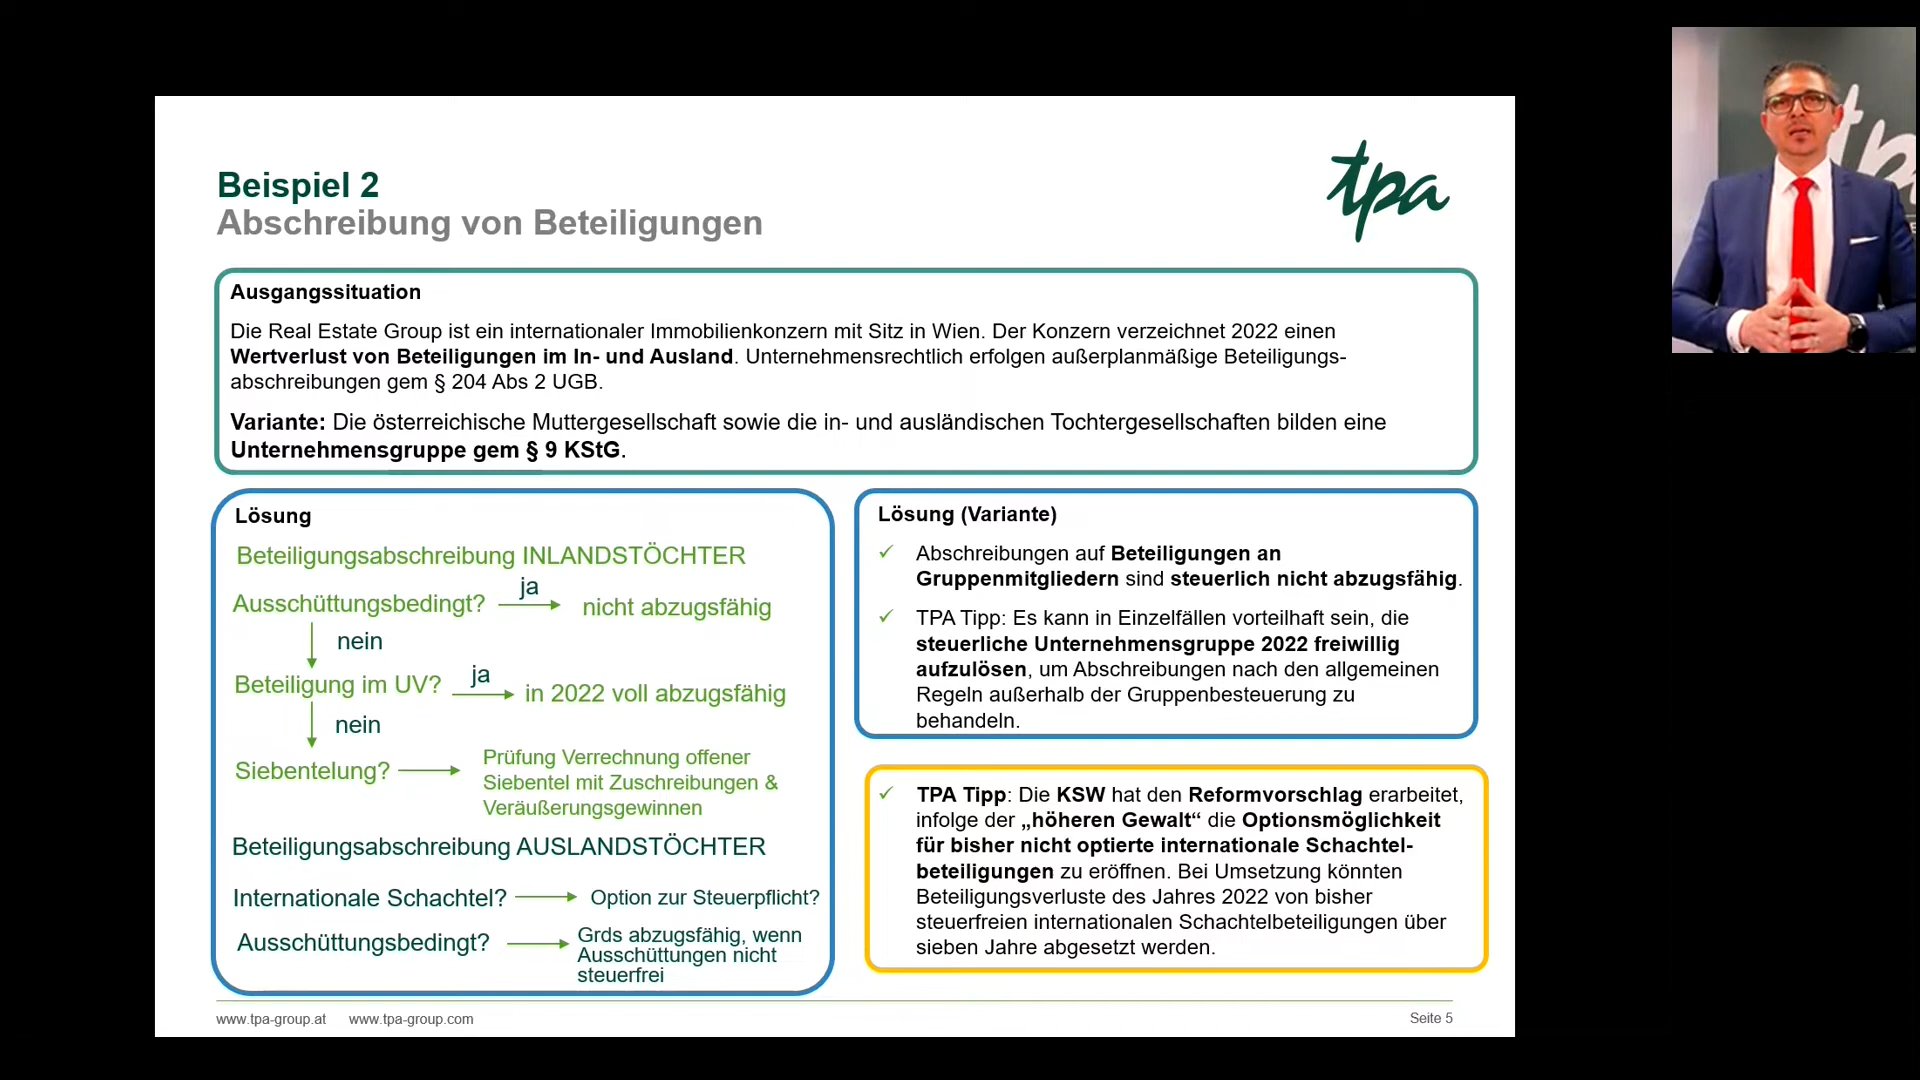 Beispiel 2
Abschreibung von Beteiligungen
tpa
Ausgangssituation
Die Real Estate Group ist ein internationaler Immobilienkonzern mit Sitz in Wien. Der Konzern verzeichnet 2022 einen
Wertverlust von Beteiligungen im In- und Ausland. Unternehmensrechtlich erfolgen außerplanmäßige Beteiligungs-
abschreibungen gem § 204 Abs 2 UGB.
Variante: Die österreichische Muttergesellschaft sowie die in- und ausländischen Tochtergesellschaften bilden eine
Unternehmensgruppe gem § 9 KStG.
Lösung
Beteiligungsabschreibung INLANDSTÖCHTER
Ausschüttungsbedingt? ja nicht abzugsfähig
nein
Beteiligung im UV? ja in 2022 voll abzugsfähig
nein
Siebentelung?
Prüfung Verrechnung offener
Siebentel mit Zuschreibungen &
Veräußerungsgewinnen
Beteiligungsabschreibung AUSLANDSTÖCHTER
Internationale Schachtel? Option zur Steuerpflicht?
Ausschüttungsbedingt?
Grds abzugsfähig, wenn
Ausschüttungen nicht
steuerfrei
Lösung (Variante)
✓ Abschreibungen auf Beteiligungen an
Gruppenmitgliedern sind steuerlich nicht abzugsfähig.
✓ TPA Tipp: Es kann in Einzelfällen vorteilhaft sein, die
steuerliche Unternehmensgruppe 2022 freiwillig
aufzulösen, um Abschreibungen nach den allgemeinen
Regeln außerhalb der Gruppenbesteuerung zu
behandeln.
✓ TPA Tipp: Die KSW hat den Reformvorschlag erarbeitet,
infolge der „höheren Gewalt“ die Optionsmöglichkeit
für bisher nicht optierte internationale Schachtel-
beteiligungen zu eröffnen. Bei Umsetzung könnten
Beteiligungsverluste des Jahres 2022 von bisher
steuerfreien internationalen Schachtelbeteiligungen über
sieben Jahre abgesetzt werden.
www.tpa-group.at www.tpa-group.com
Seite 5
tpa